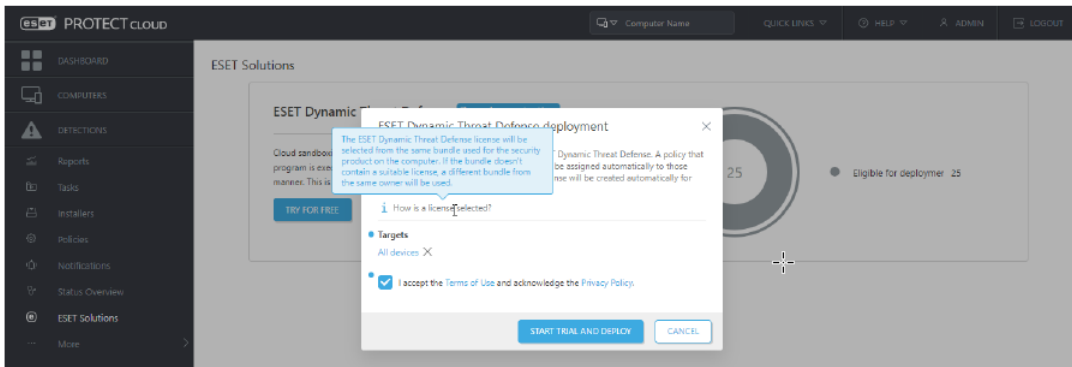 eset PROTECT CLOUD
Computer Name
QUICK LINKS
HELP
ADMIN
LOGOUT
DASHBOARD
COMPUTERS
DETECTIONS
Reports
Tasks
Installers
Policies
Notifications
Status Overview
ESET Solutions
More
ESET Solutions
ESET Dynamic
Cloud sandbox
program is
manner. This is
TRY FOR FREE
ESET Dynamic Threat Defense deployment
The ESET Dynamic Threat Defense license will be
selected from the same bundle used for the security
product on the computer. If the bundle doesn't
contain a suitable license, a different bundle from
the same owner will be used.
Dynamic Threat Defense. A policy that
be assigned automatically to those
will be created automatically for
How is a license selected?
Targets
All devices
I accept the Terms of Use and acknowledge the Privacy Policy.
START TRIAL AND DEPLOY
CANCEL
25
Eligible for deploymer 25